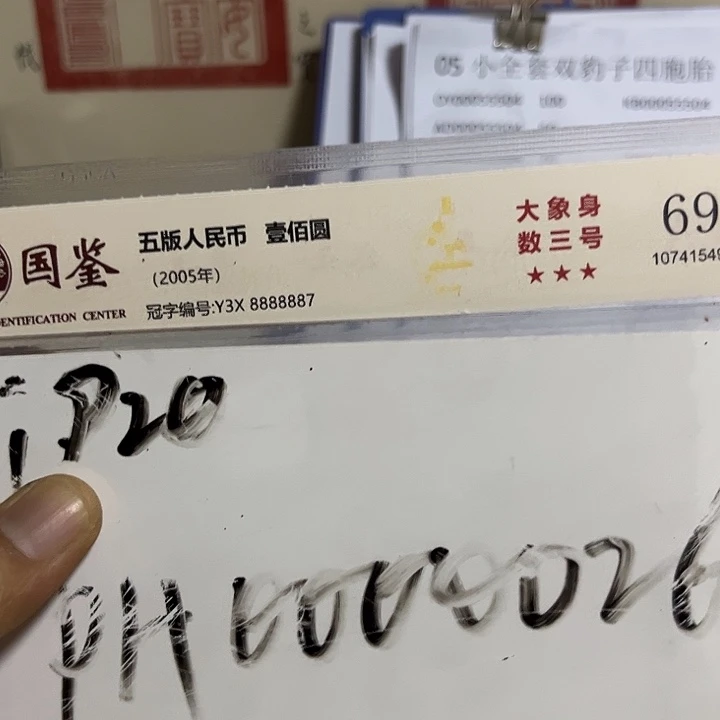 05 小全套双豹子四胞胎
国鉴
ENTIFICATION CENTER
五版人民币 壹佰圆
(2005年)
冠字编号:Y3X 8888887
大象身
数三号
★★★
69
10741549
iP20
PH0000026